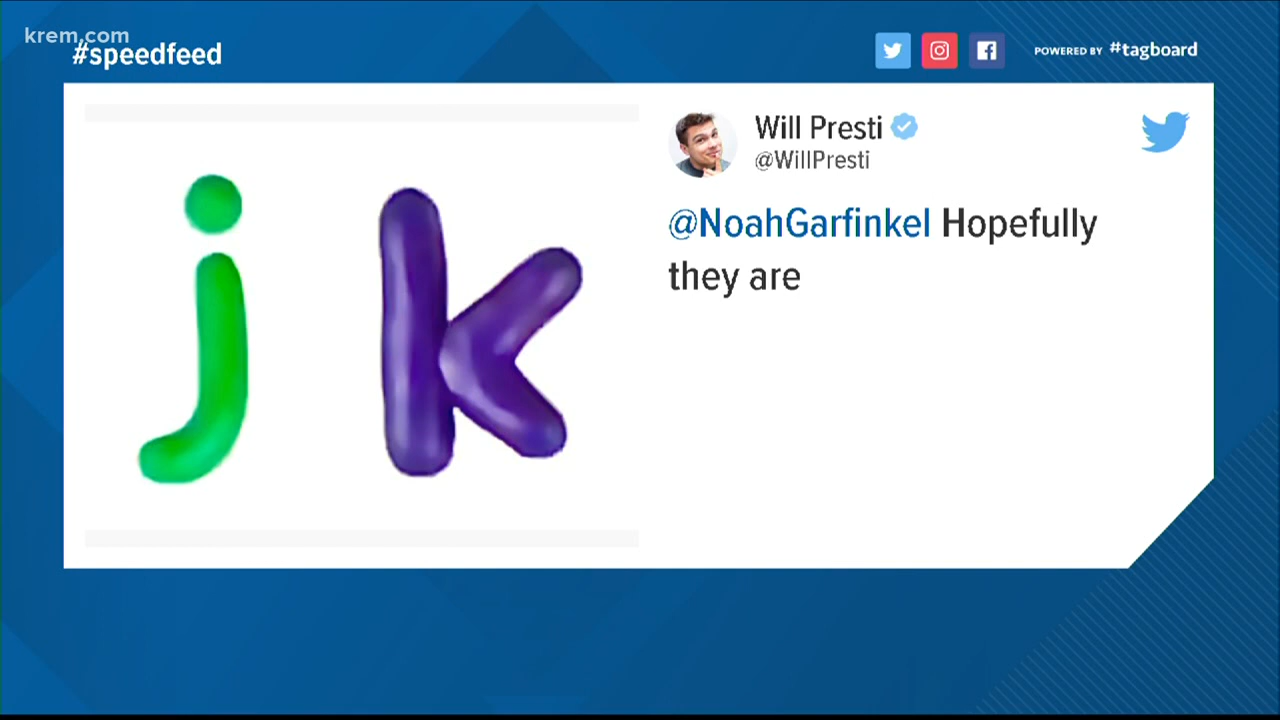 krem.com
#speedfeed
POWERED BY #tagboard
j k
Will Presti
@WillPresti
@NoahGarfinkel Hopefully
they are